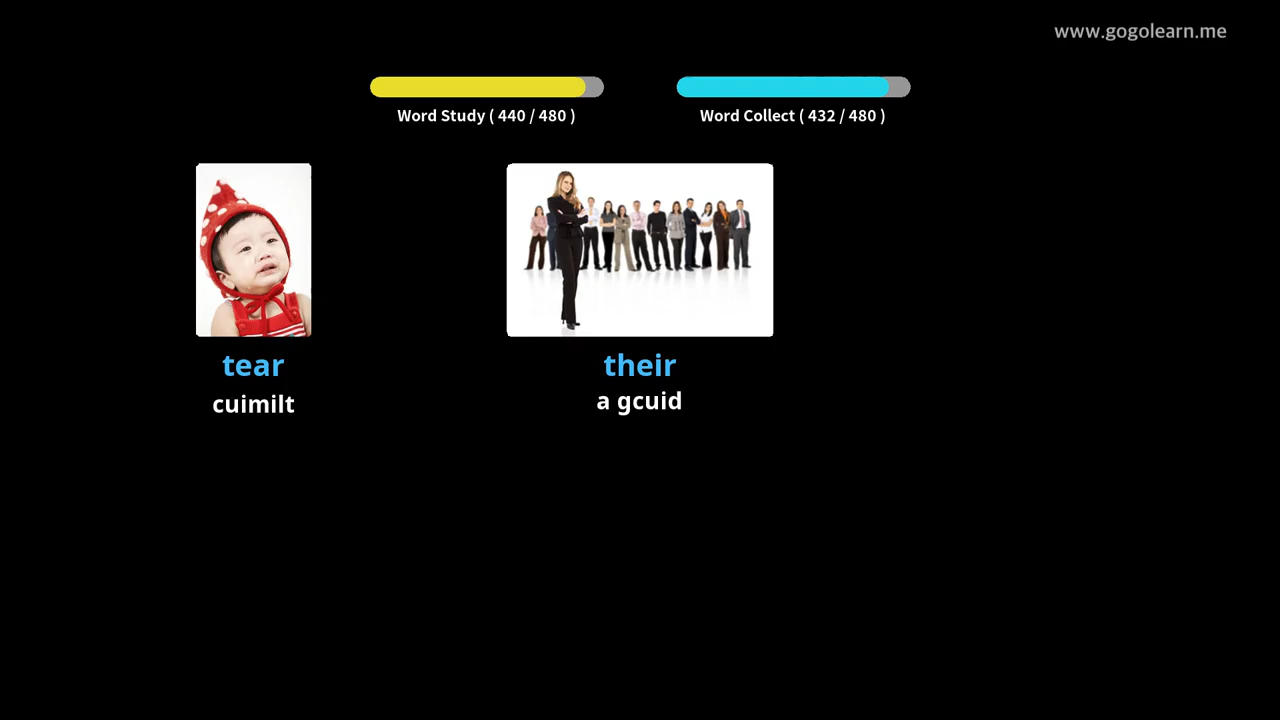 www.gogolearn.me
Word Study ( 440 / 480 )
Word Collect ( 432 / 480 )
tear
cuimilt
their
a gcuid